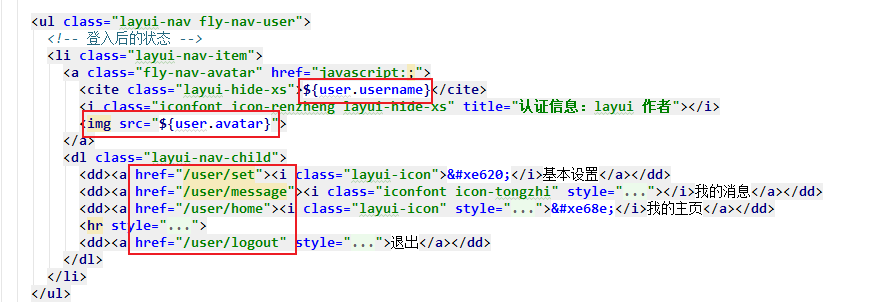 <ul class="layui-nav fly-nav-user">
<!-- 登入后的状态 -->
<li class="layui-nav-item">
<a class="fly-nav-avatar" href="javascript:;">
<cite class="layui-hide-xs">${user.username}</cite>
<i class="iconfont icon-renzheng layui-hide-xs" title="认证信息：layui 作者"></i>
<img src="${user.avatar}">
</a>
<dl class="layui-nav-child">
<dd><a href="/user/set"><i class="layui-icon">&#xe620;</i>基本设置</a></dd>
<dd><a href="/user/message"><i class="iconfont icon-tongzhi" style="..."></i>我的消息</a></dd>
<dd><a href="/user/home"><i class="layui-icon" style="...">&#xe68e;</i>我的主页</a></dd>
<hr style="...">
<dd><a href="/user/logout" style="...">退出</a></dd>
</dl>
</li>
</ul>